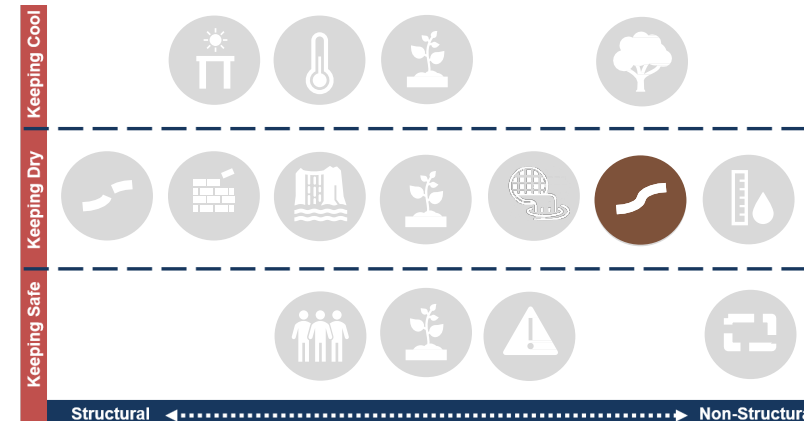 Keeping Cool
Keeping Dry
Keeping Safe
Structural
Non-Structura